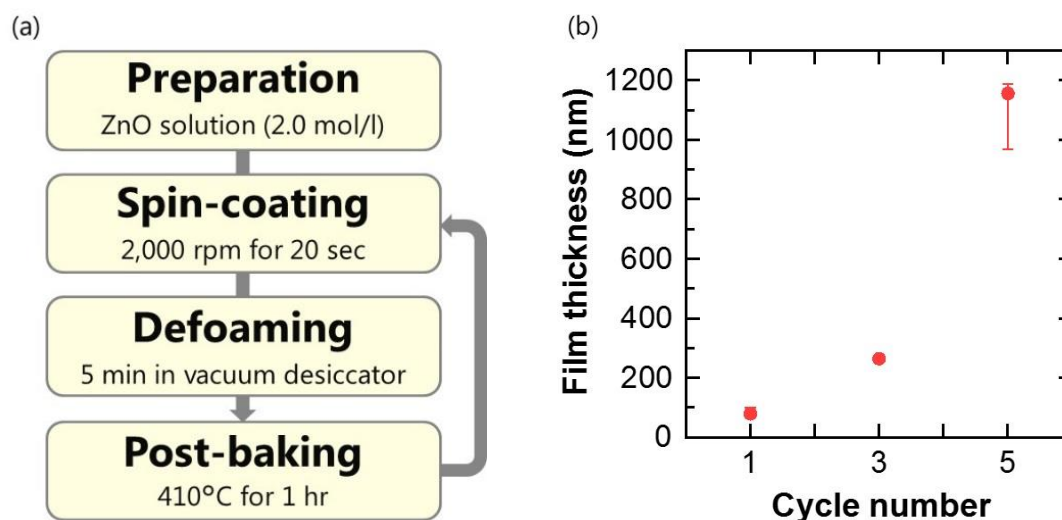 (a)
Preparation
ZnO solution (2.0 mol/l)
Spin-coating
2,000 rpm for 20 sec
Defoaming
5 min in vacuum desiccator
Post-baking
410°C for 1 hr
(b)
Film thickness (nm)
1200
1000
800
600
400
200
0
1 3 5
Cycle number